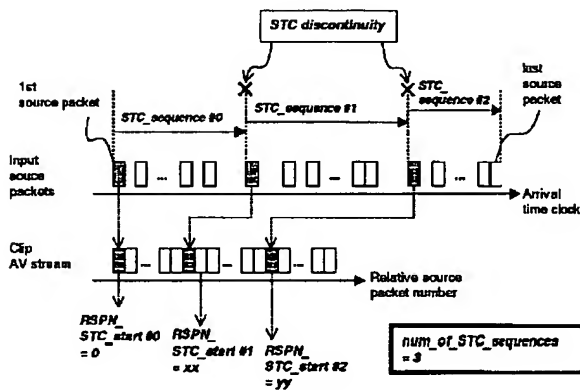 STC discontinuity
1st
source packet
STC_sequence #0
STC_sequence #1
STC_
sequence #2
last
source
packet
Input
source
packets
Arrival
time clock
Clip
AV stream
Relative source
packet number
RSPN_
STC_start #0
= 0
RSPN_
STC_start #1
= xx
RSPN_
STC_start #2
= yy
num_of_STC_sequences
= 3